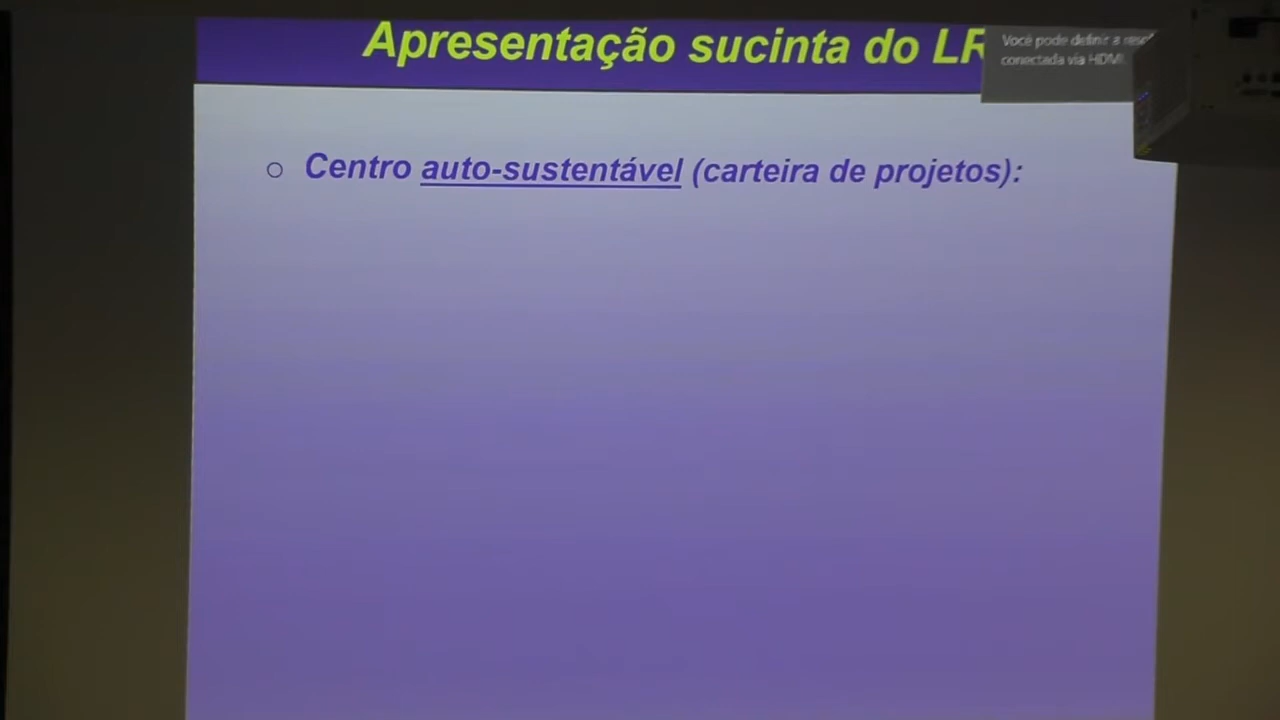 Apresentação sucinta do LR
Você pode definir a
conectada via HDMI.
Centro auto-sustentável (carteira de projetos):